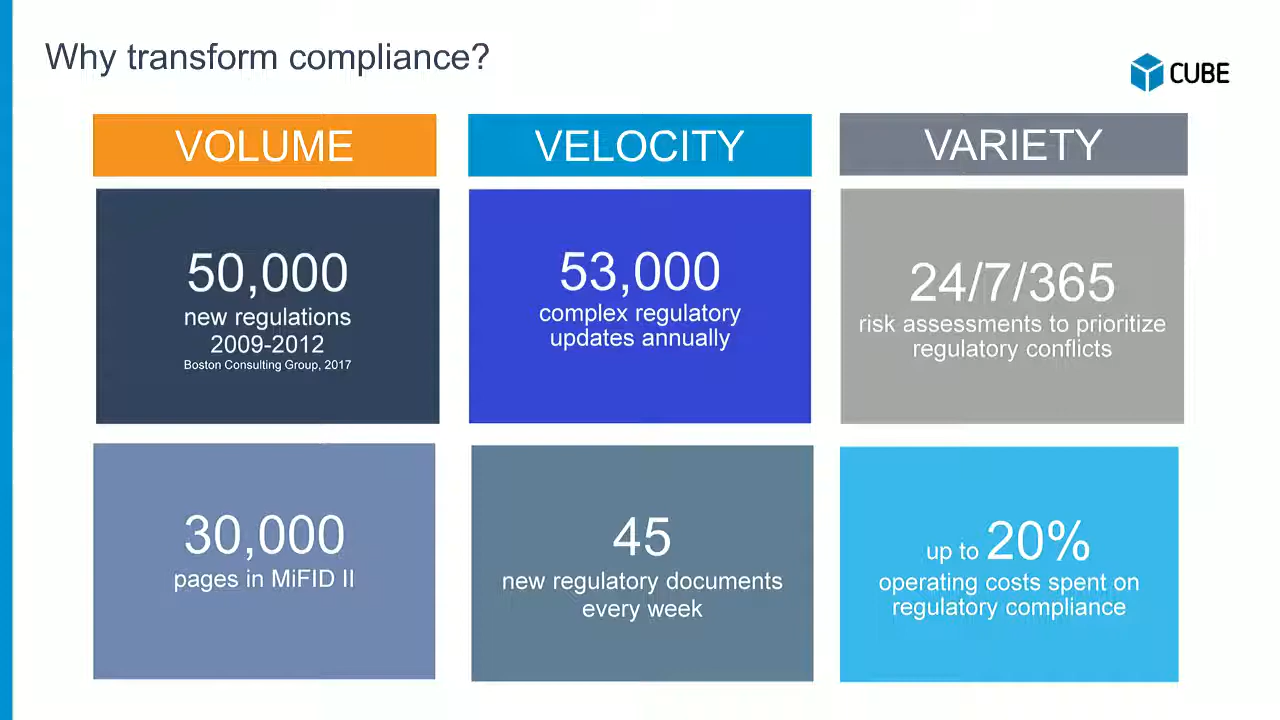 Why transform compliance?
CUBE
VOLUME
VELOCITY
VARIETY
50,000
new regulations
2009-2012
Boston Consulting Group, 2017
53,000
complex regulatory
updates annually
24/7/365
risk assessments to prioritize
regulatory conflicts
30,000
pages in MiFID II
45
new regulatory documents
every week
up to 20%
operating costs spent on
regulatory compliance